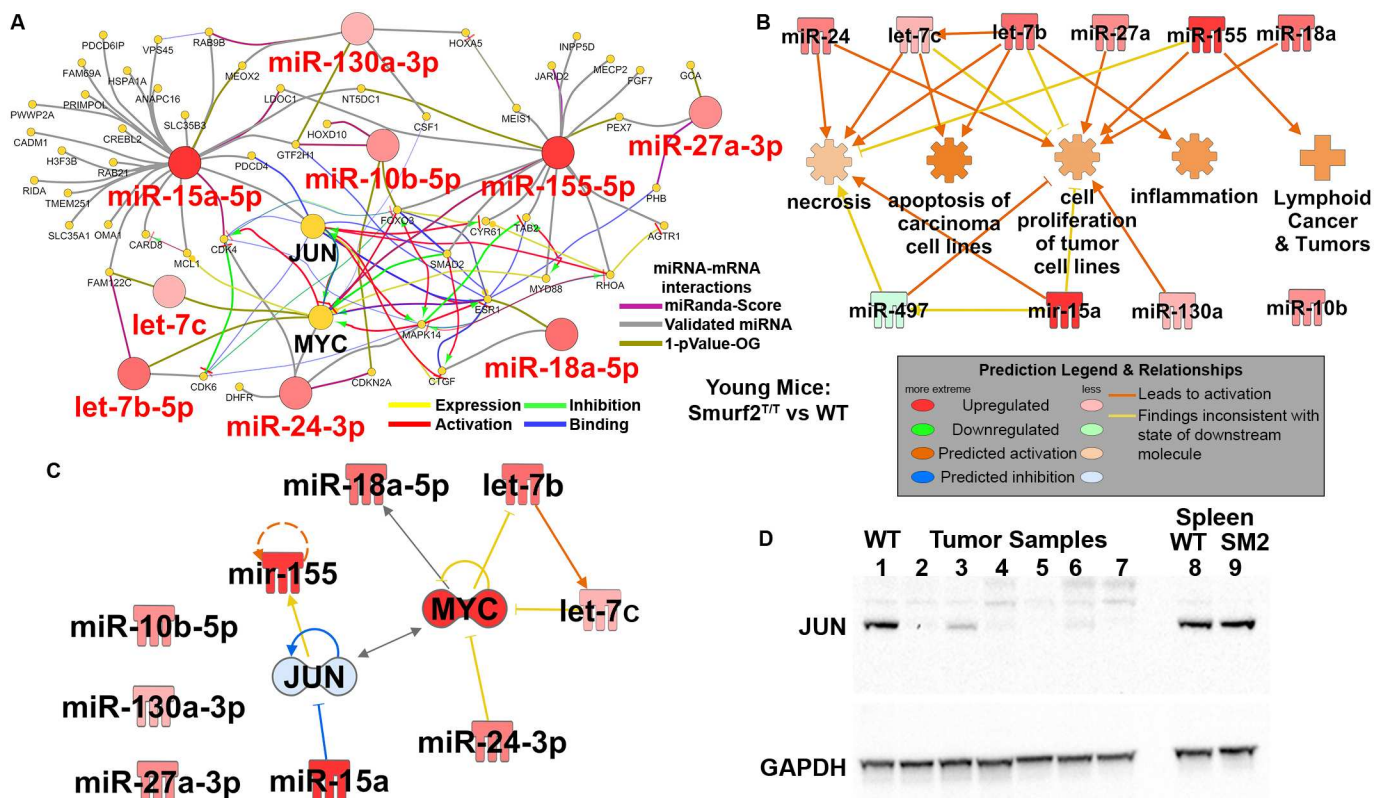 A
PDCD6IP
VPS45
RAB9B
FAM69A
HSPA1A
MEOX2
PRIMPOL
ANAPC16
PWWP2A
SLC35B3
CREBL2
CADM1
H3F3B
RAB21
RIDA
TMEM251
SLC35A1
OMA1
CARD8
MCL1
FAM122C
miR-130a-3p
HOXA5
LDOC1
NT5DC1
HOXD10
CSF1
GTF2H1
PDCD4
MEIS1
INPP5D
JARID2
MECP2
FGF7
GCA
PEX7
miR-27a-3p
miR-15a-5p
miR-10b-5p
miR-155-5p
PHB
FOXO3
CYR61
TAB2
AGTR1
CDK4
JUN
SMAD2
MYD88
RHOA
ESR1
let-7c
MYC
MAPK14
miR-18a-5p
let-7b-5p
CDK6
DHFR
CDKN2A
CTGF
miR-24-3p
miRNA-mRNA
interactions
miRanda-Score
Validated miRNA
1-pValue-OG
Expression
Inhibition
Activation
Binding
Young Mice:
Smurf2T/T vs WT
B
miR-24
let-7c
let-7b
miR-27a
miR-155
miR-18a
necrosis
apoptosis of
carcinoma
cell lines
cell
proliferation
of tumor
cell lines
inflammation
Lymphoid
Cancer
& Tumors
miR-497
mir-15a
miR-130a
miR-10b
Prediction Legend & Relationships
more extreme
less
Upregulated
Downregulated
Predicted activation
Predicted inhibition
Leads to activation
Findings inconsistent with
state of downstream
molecule
C
miR-18a-5p
let-7b
mir-155
MYC
let-7c
miR-10b-5p
JUN
miR-130a-3p
miR-24-3p
miR-27a-3p
miR-15a
D
Spleen
WT Tumor Samples WT SM2
1 2 3 4 5 6 7 8 9
JUN
GAPDH